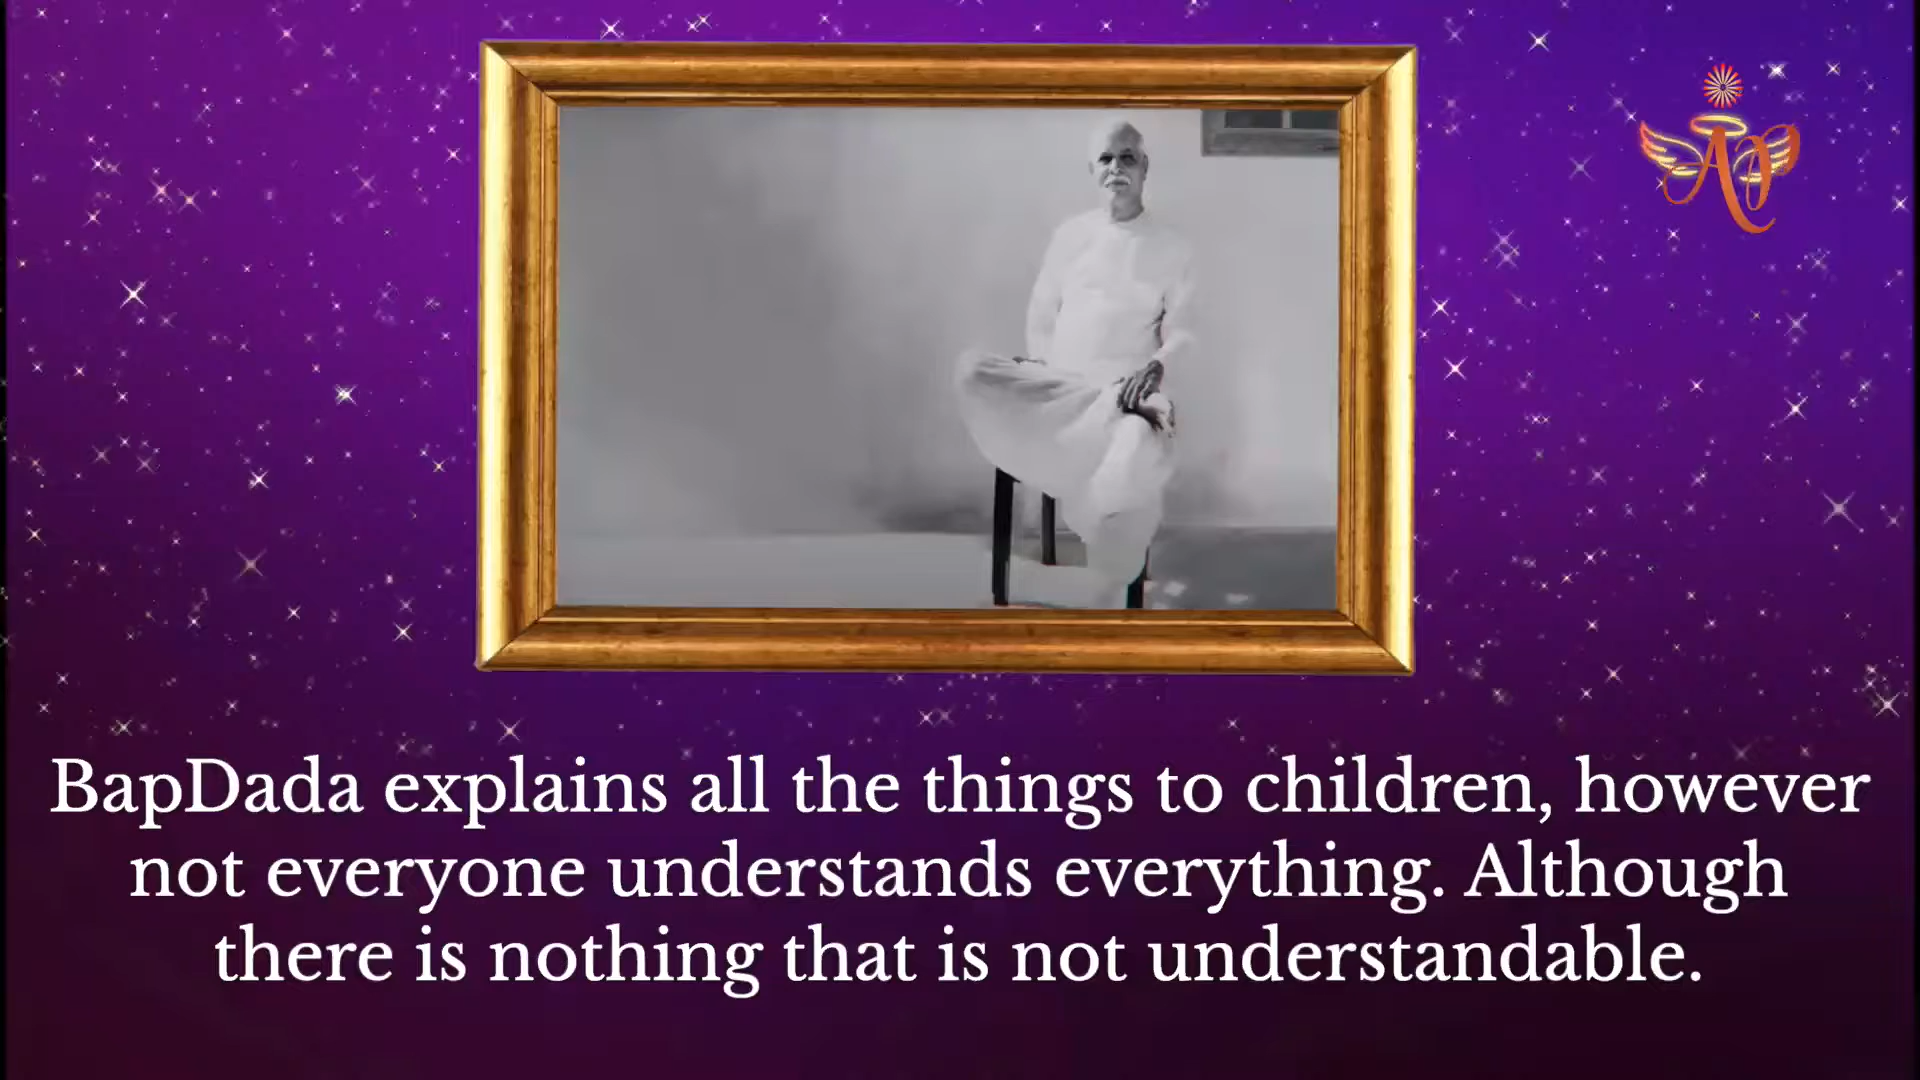 AP
BapDada explains all the things to children, however
not everyone understands everything. Although
there is nothing that is not understandable.